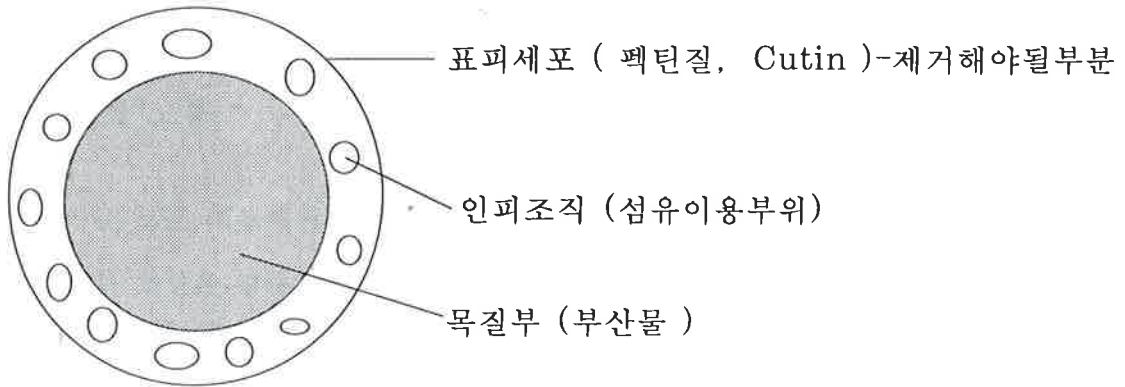 표피세포 ( 펙틴질, Cutin )-제거해야될부분
인피조직 (섬유이용부위)
목질부 (부산물 )